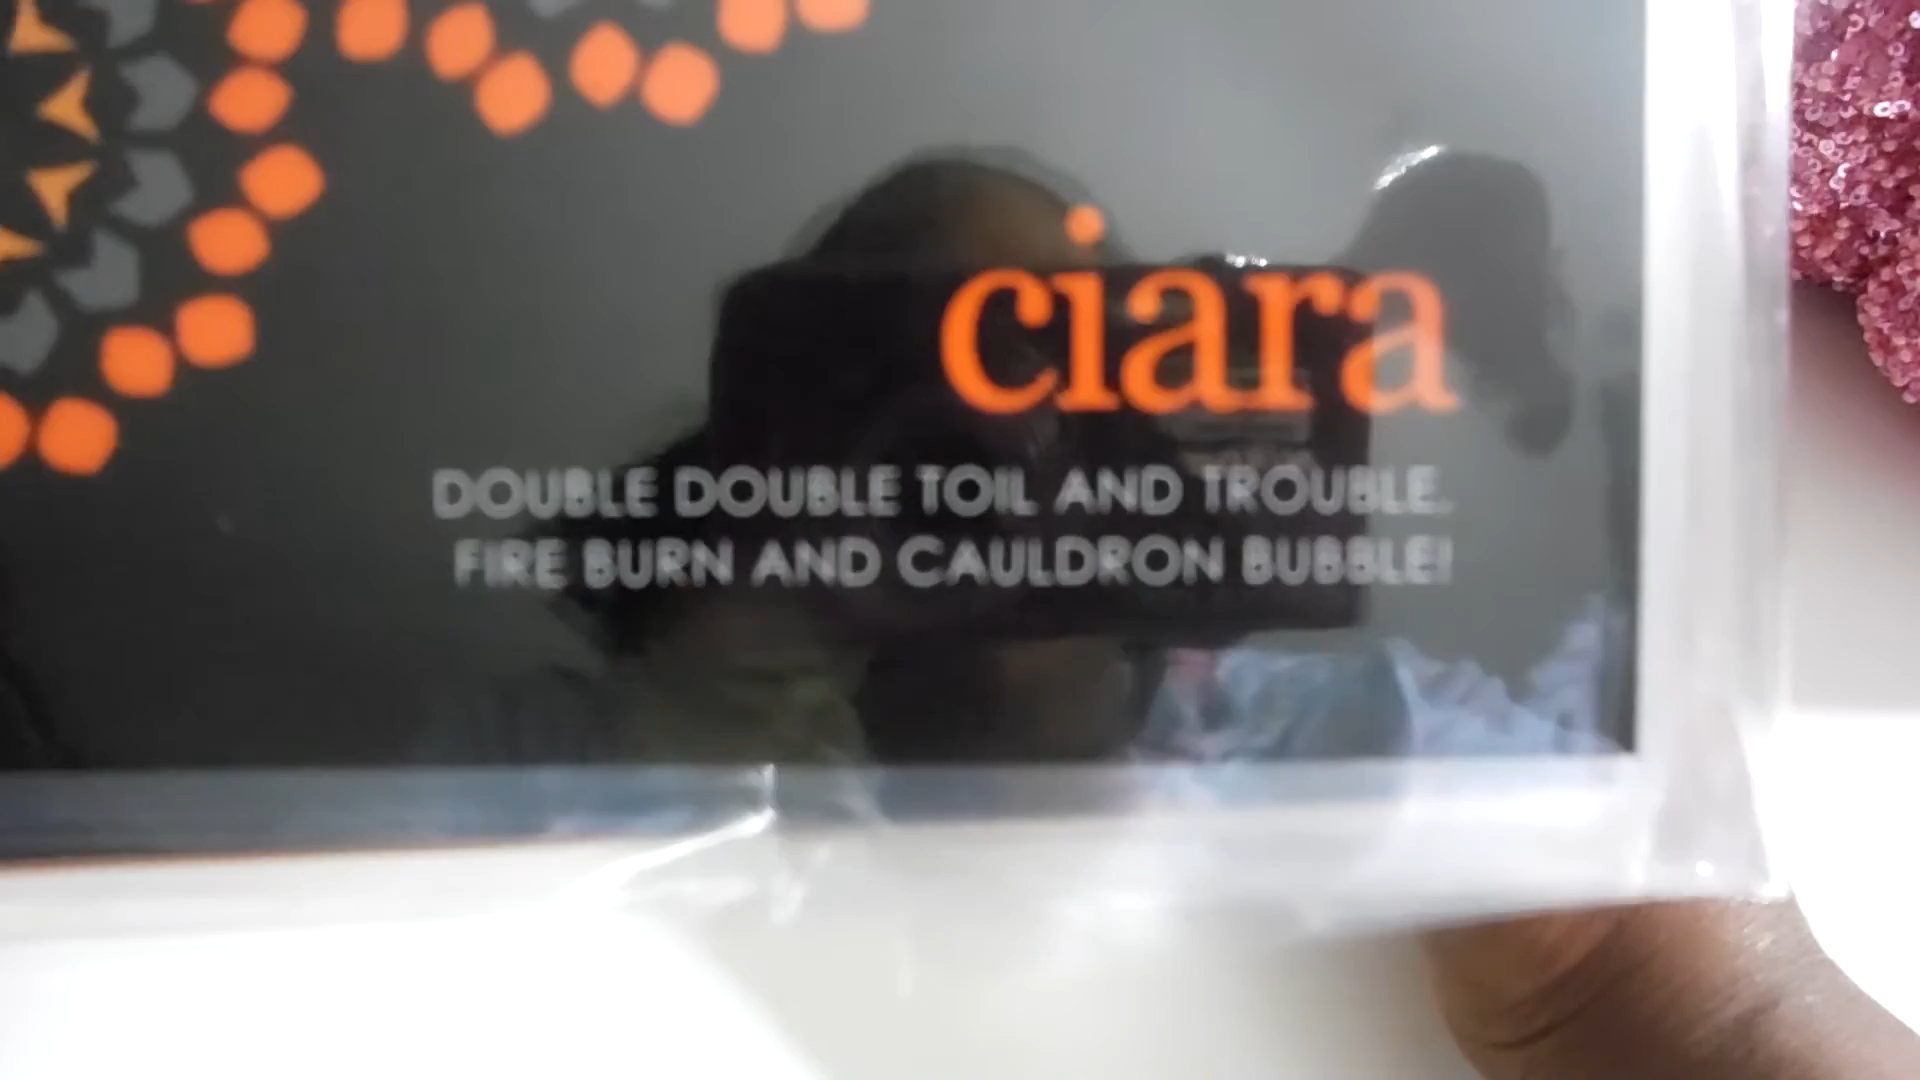 ciara
DOUBLE DOUBLE TOIL AND TROUBLE.
FIRE BURN AND CAULDRON BUBBLE!